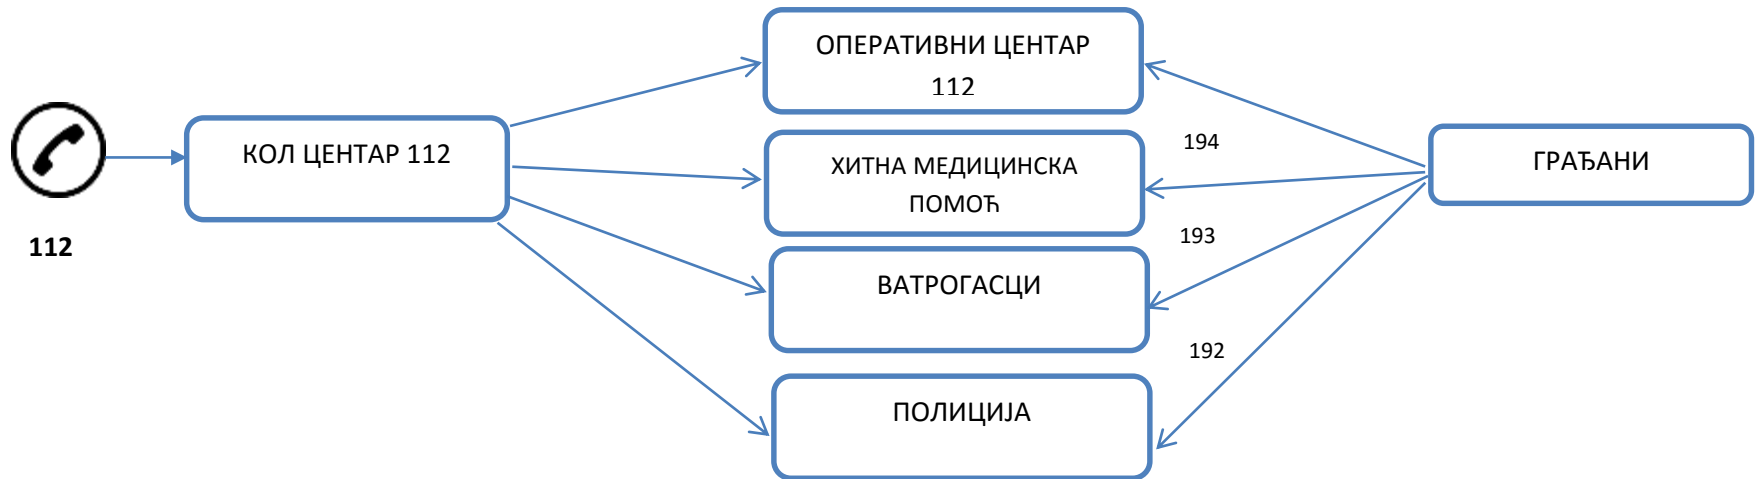 112
КОЛ ЦЕНТАР 112
ОПЕРАТИВНИ ЦЕНТАР
112
ХИТНА МЕДИЦИНСКА
ПОМОЋ
ВАТРОГАСЦИ
ПОЛИЦИЈА
194
193
192
ГРАЂАНИ